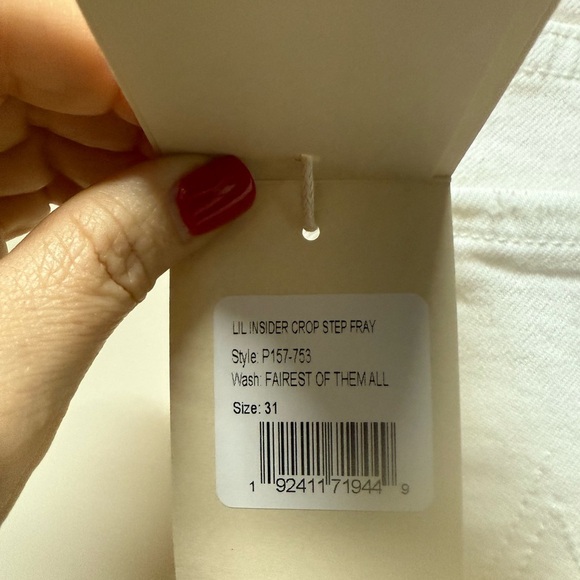 LIL INSIDER CROP STEP FRAY
Style: P157-753
Wash: FAIREST OF THEM ALL
Size: 31
1 92411 71944 9